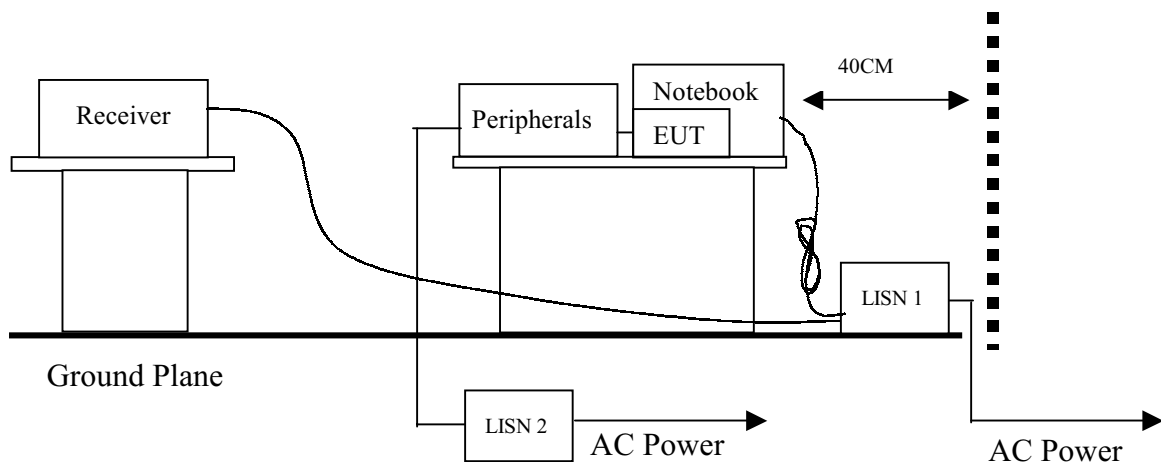 40CM
Receiver
Notebook
Peripherals
EUT
LISN 1
Ground Plane
LISN 2
AC Power
AC Power